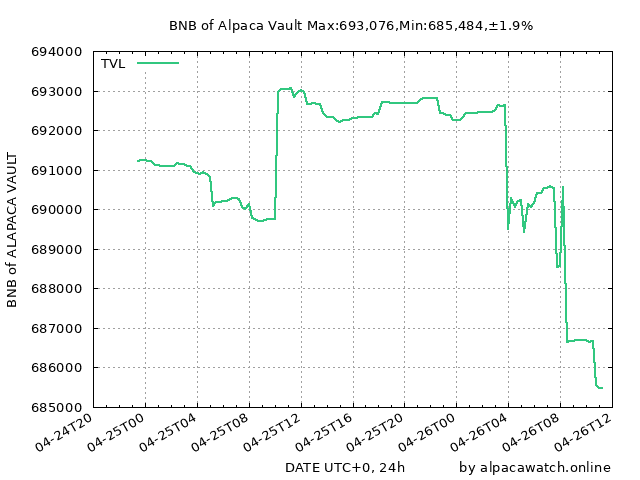 BNB of Alpaca Vault Max:693,076,Min:685,484,±1.9%
TVL
694000
693000
692000
691000
690000
689000
688000
687000
686000
685000
BNB of ALAPACA VAULT
04-24T20
04-25T00
04-25T04
04-25T08
04-25T12
04-25T16
04-25T20
04-26T00
04-26T04
04-26T08
04-26T12
DATE UTC+0, 24h
by alpacawatch.online